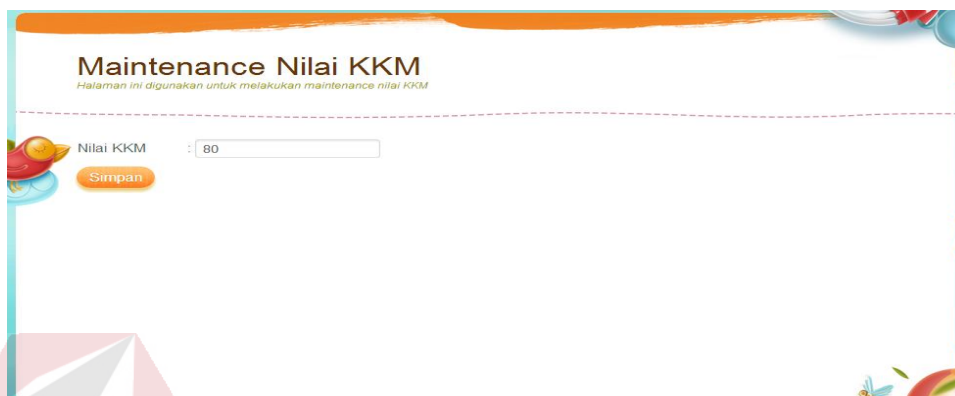 Maintenance Nilai KKM
Halaman ini digunakan untuk melakukan maintenance nilai KKM
Nilai KKM : 80
Simpan